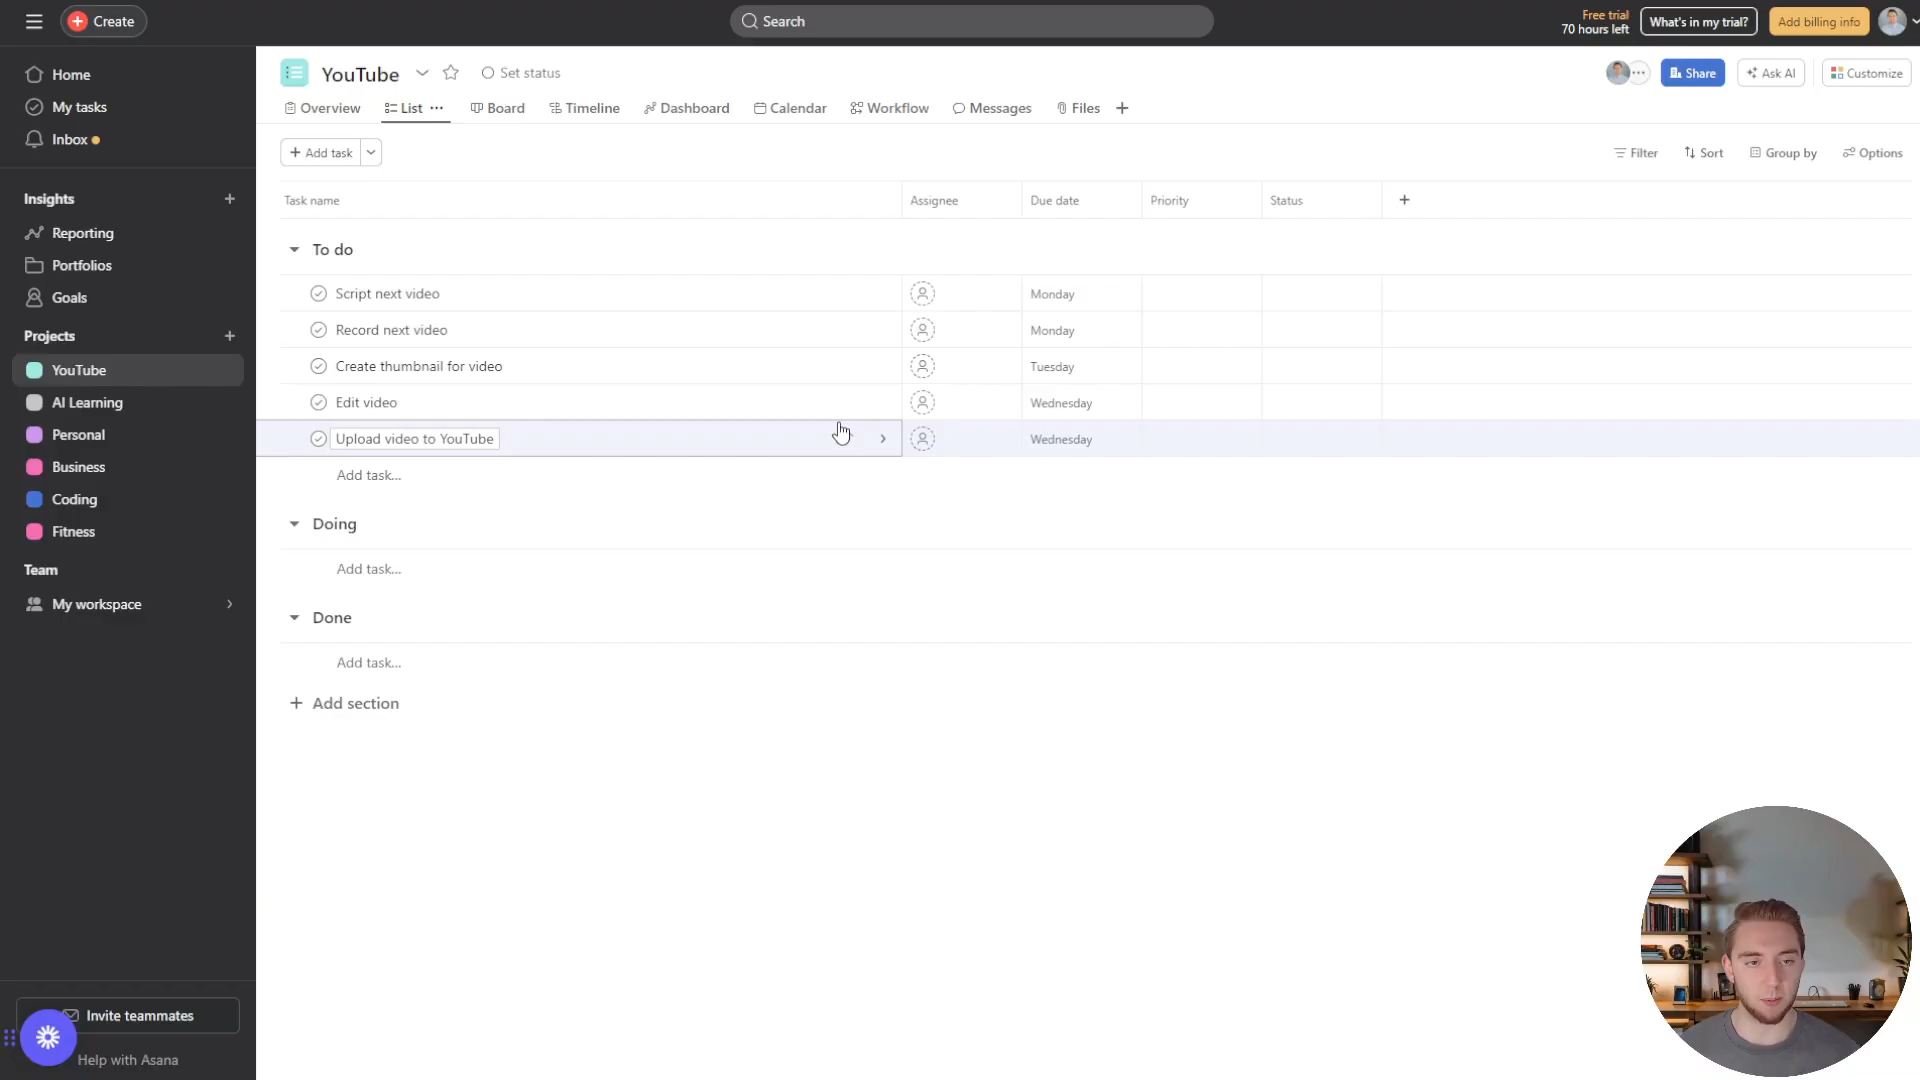 Create
Search
Free trial
70 hours left
What's in my trial?
Add billing info
Home
My tasks
Inbox
Insights
Reporting
Portfolios
Goals
Projects
YouTube
AI Learning
Personal
Business
Coding
Fitness
Team
My workspace
Invite teammates
Help with Asana
YouTube
Set status
Share
Ask AI
Customize
Overview
List
Board
Timeline
Dashboard
Calendar
Workflow
Messages
Files
Add task
Filter
Sort
Group by
Options
Task name
Assignee
Due date
Priority
Status
To do
Script next video
Monday
Record next video
Monday
Create thumbnail for video
Tuesday
Edit video
Wednesday
Upload video to YouTube
Wednesday
Add task...
Doing
Add task...
Done
Add task...
Add section